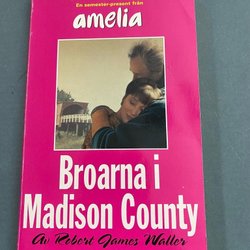 En semester-present från
amelia
Broarna i
Madison County
Av Robert James Waller